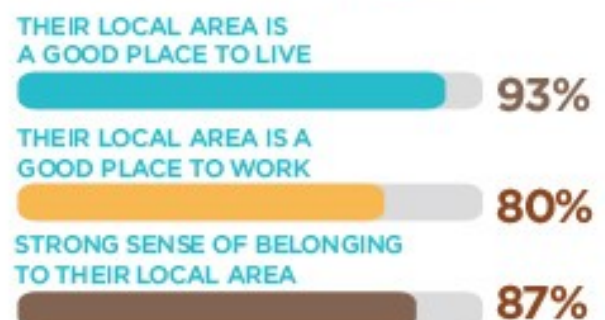 THEIR LOCAL AREA IS
A GOOD PLACE TO LIVE
93%
THEIR LOCAL AREA IS A
GOOD PLACE TO WORK
80%
STRONG SENSE OF BELONGING
TO THEIR LOCAL AREA
87%